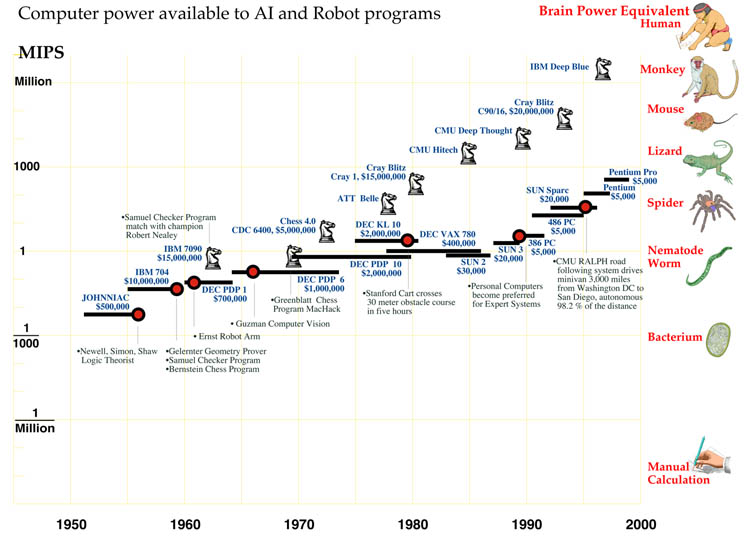 Computer power available to AI and Robot programs
Brain Power Equivalent
Human
MIPS
Million
1000
1
1
1000
1
Million
Monkey
Mouse
Lizard
Spider
Nematode
Worm
Bacterium
Manual
Calculation
IBM Deep Blue
Cray Blitz
C90/16, $20,000,000
CMU Deep Thought
CMU Hitech
Cray Blitz
Cray 1, $15,000,000
ATT Belle
Chess 4.0
CDC 6400, $5,000,000
•Samuel Checker Program
match with champion
Robert Nealey
IBM 7090
$15,000,000
IBM 704
$10,000,000
JOHNNIAC
$500,000
DEC PDP 1
$700,000
DEC PDP 6
$1,000,000
DEC PDP 10
$2,000,000
DEC KL 10
$2,000,000
DEC VAX 780
$400,000
SUN 2
$30,000
SUN 3
$20,000
386 PC
$5,000
486 PC
$5,000
SUN Sparc
$20,000
Pentium
$5,000
Pentium Pro
$5,000
•Newell, Simon, Shaw
Logic Theorist
•Gelernter Geometry Prover
•Samuel Checker Program
•Bernstein Chess Program
• Ernst Robot Arm
• Guzman Computer Vision
•Greenblatt Chess
Program MacHack
•Stanford Cart crosses
30 meter obstacle course
in five hours
•Personal Computers
become preferred
for Expert Systems
•CMU RALPH road
following system drives
minivan 3,000 miles
from Washington DC to
San Diego, autonomous
98.2 % of the distance
1950
1960
1970
1980
1990
2000